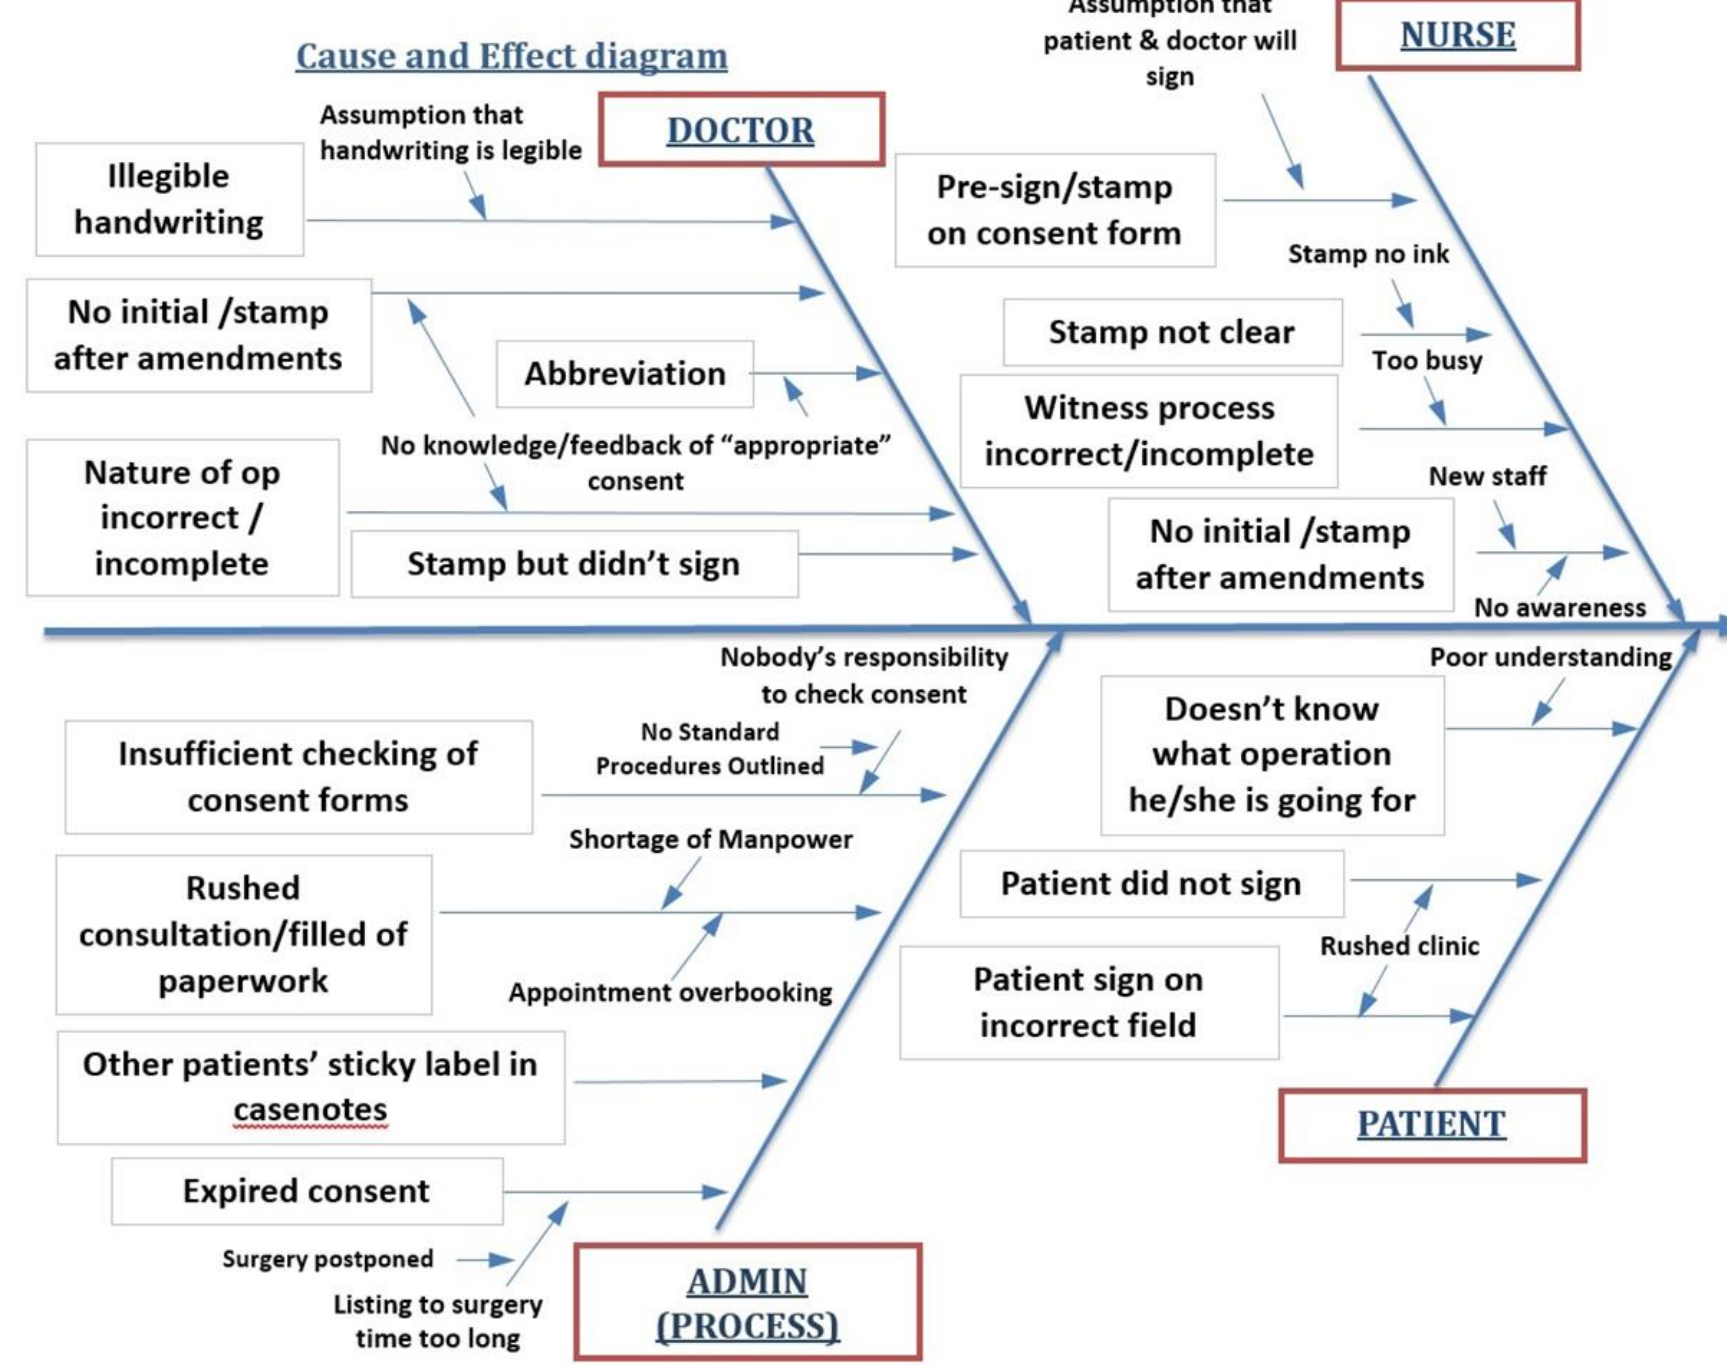 Assumption that
patient & doctor will
sign
NURSE
Cause and Effect diagram
DOCTOR
Assumption that
handwriting is legible
Illegible
handwriting
No initial /stamp
after amendments
Abbreviation
No knowledge/feedback of “appropriate”
consent
Nature of op
incorrect /
incomplete
Stamp but didn’t sign
Pre-sign/stamp
on consent form
Stamp no ink
Stamp not clear
Too busy
Witness process
incorrect/incomplete
New staff
No initial /stamp
after amendments
No awareness
Nobody’s responsibility
to check consent
No Standard
Procedures Outlined
Insufficient checking of
consent forms
Shortage of Manpower
Rushed
consultation/filled of
paperwork
Appointment overbooking
Other patients’ sticky label in
casenotes
Expired consent
Surgery postponed
Listing to surgery
time too long
ADMIN
(PROCESS)
Poor understanding
Doesn’t know
what operation
he/she is going for
Patient did not sign
Rushed clinic
Patient sign on
incorrect field
PATIENT